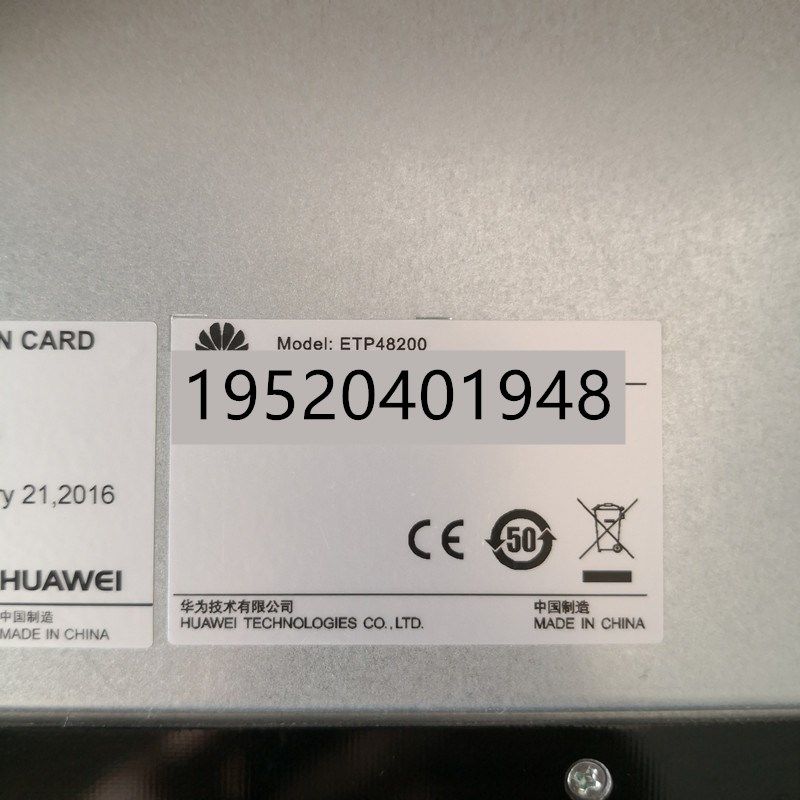 N CARD
ry 21,2016
HUAWEI
中国制造
MADE IN CHINA
Model: ETP48200
19520401948
CE
50
华为技术有限公司
HUAWEI TECHNOLOGIES CO.,LTD.
中国制造
MADE IN CHINA